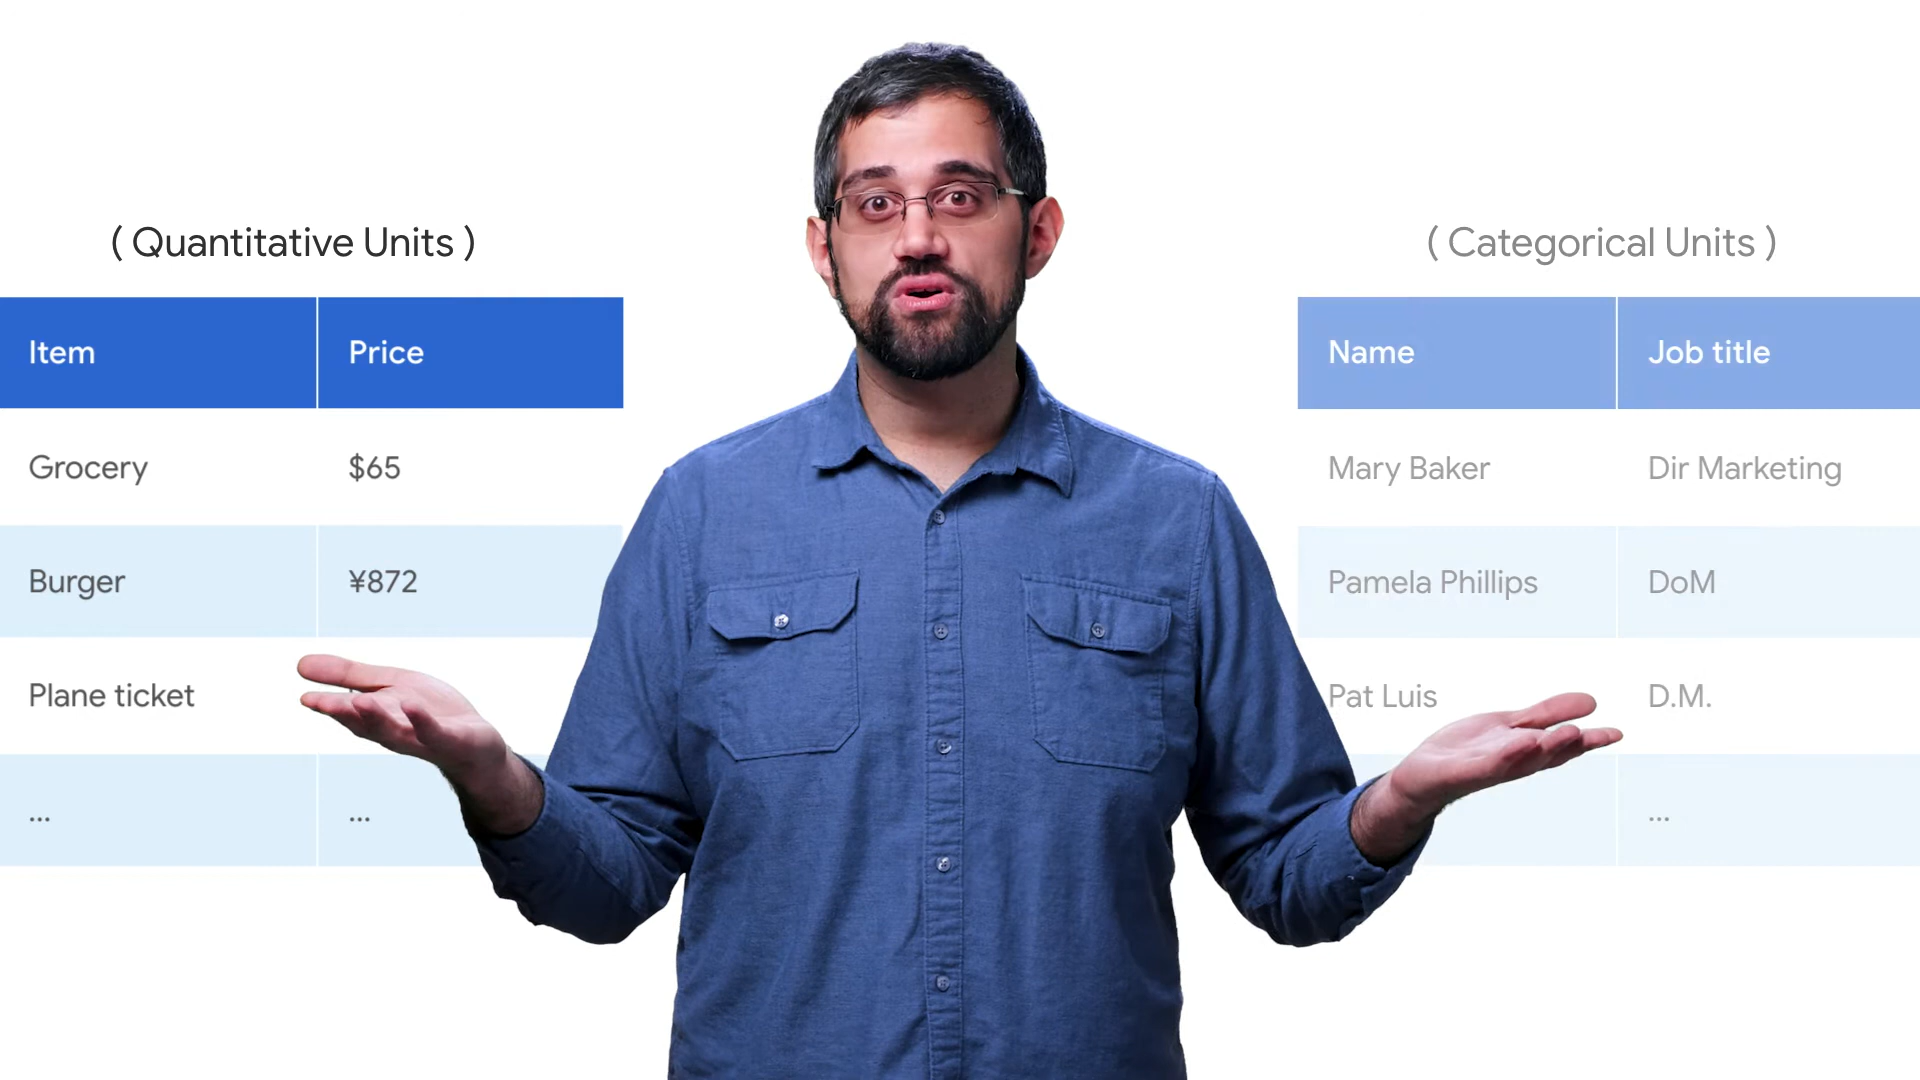 ( Quantitative Units )
Item Price
Grocery $65
Burger ¥872
Plane ticket
... ...
( Categorical Units )
Name Job title
Mary Baker Dir Marketing
Pamela Phillips DoM
Pat Luis D.M.
...